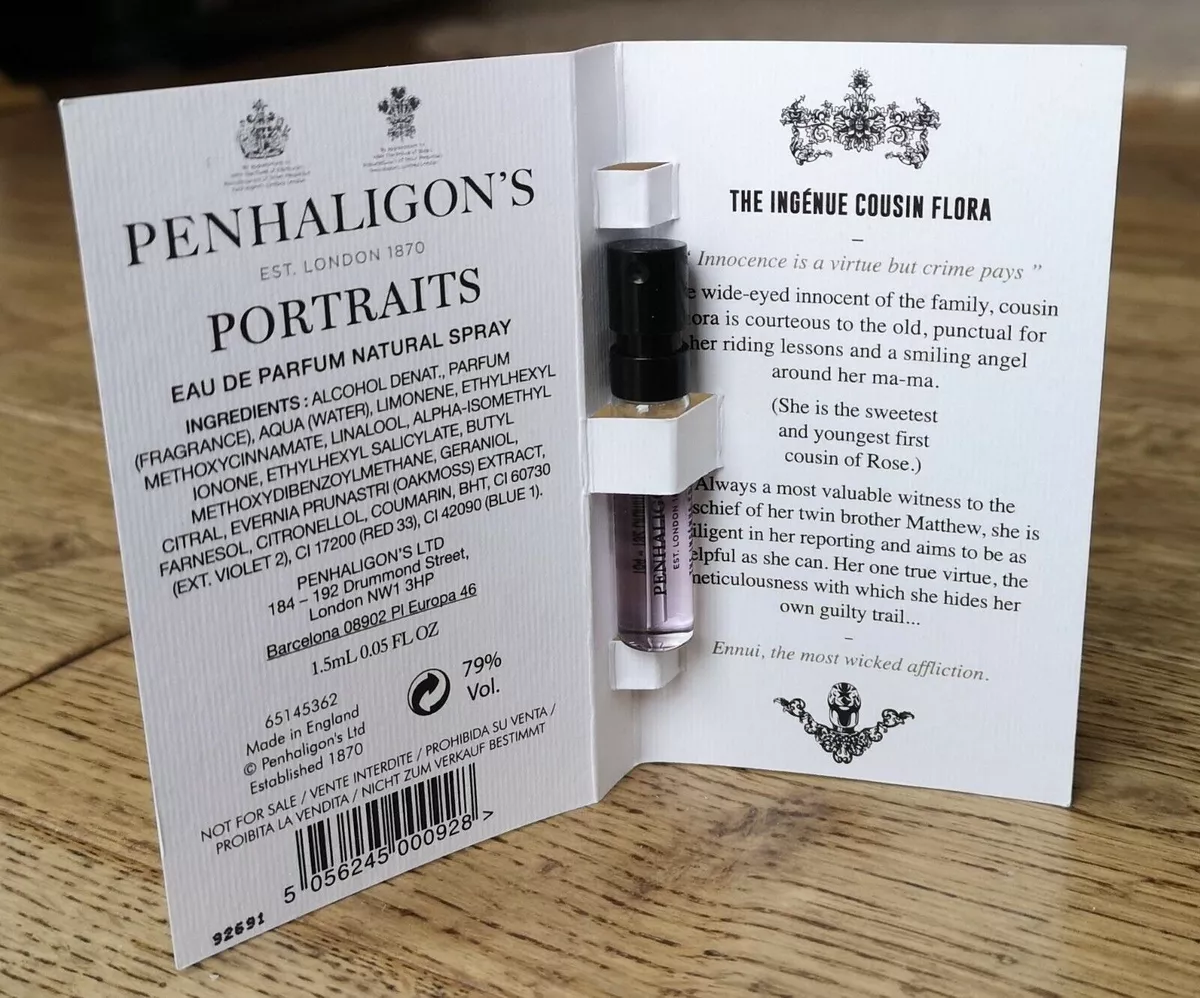 PENHALIGON'S
EST. LONDON 1870
PORTRAITS
EAU DE PARFUM NATURAL SPRAY
INGREDIENTS : ALCOHOL DENAT., PARFUM
(FRAGRANCE), AQUA (WATER), LIMONENE, ETHYLHEXYL
METHOXYCINNAMATE, LINALOOL, ALPHA-ISOMETHYL
IONONE, ETHYLHEXYL SALICYLATE, BUTYL
METHOXYDIBENZOYLMETHANE, GERANIOL,
CITRAL, EVERNIA PRUNASTRI (OAKMOSS) EXTRACT,
FARNESOL, CITRONELLOL, COUMARIN, BHT, CI 60730
(EXT. VIOLET 2), CI 17200 (RED 33), CI 42090 (BLUE 1).
PENHALIGON'S LTD
184 – 192 Drummond Street,
London NW1 3HP
Barcelona 08902 Pl Europa 46
1.5mL 0.05 FL OZ
79%
Vol.
65145362
Made in England
© Penhaligon's Ltd
Established 1870
NOT FOR SALE / VENTE INTERDITE / PROHIBIDA SU VENTA /
PROIBITA LA VENDITA / NICHT ZUM VERKAUF BESTIMMT
5 056245 000928 >
92691
PENHALIGON
EST. LONDON
THE INGÉNUE COUSIN FLORA
“ Innocence is a virtue but crime pays ”
e wide-eyed innocent of the family, cousin
ora is courteous to the old, punctual for
her riding lessons and a smiling angel
around her ma-ma.
(She is the sweetest
and youngest first
cousin of Rose.)
Always a most valuable witness to the
schief of her twin brother Matthew, she is
lligent in her reporting and aims to be as
elpful as she can. Her one true virtue, the
meticulousness with which she hides her
own guilty trail...
Ennui, the most wicked affliction.